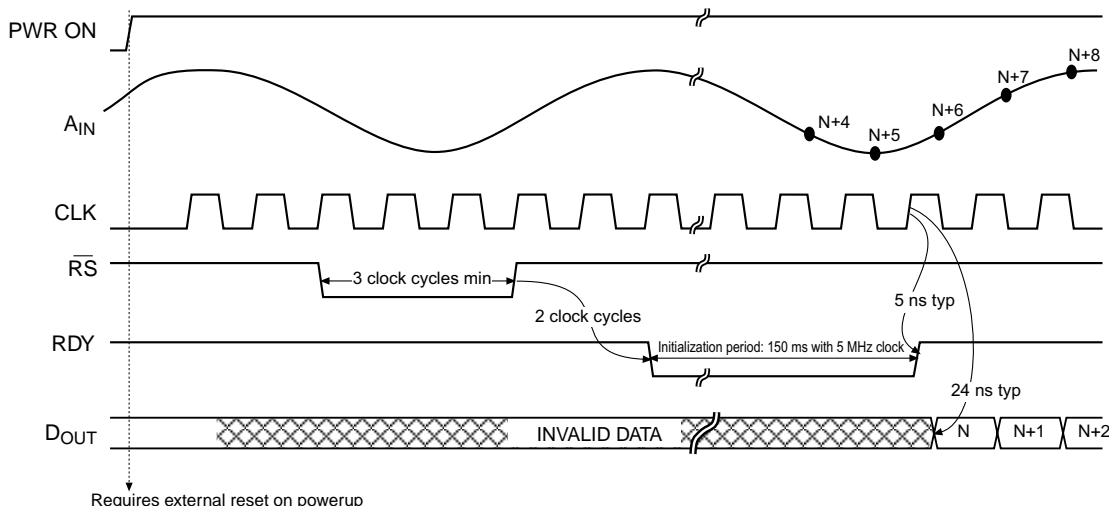 PWR ON
AIN
N+4
N+5
N+6
N+7
N+8
CLK
RS
3 clock cycles min
2 clock cycles
5 ns typ
RDY
Initialization period: 150 ms with 5 MHz clock
24 ns typ
DOUT
INVALID DATA
N
N+1
N+2
Requires external reset on powerup